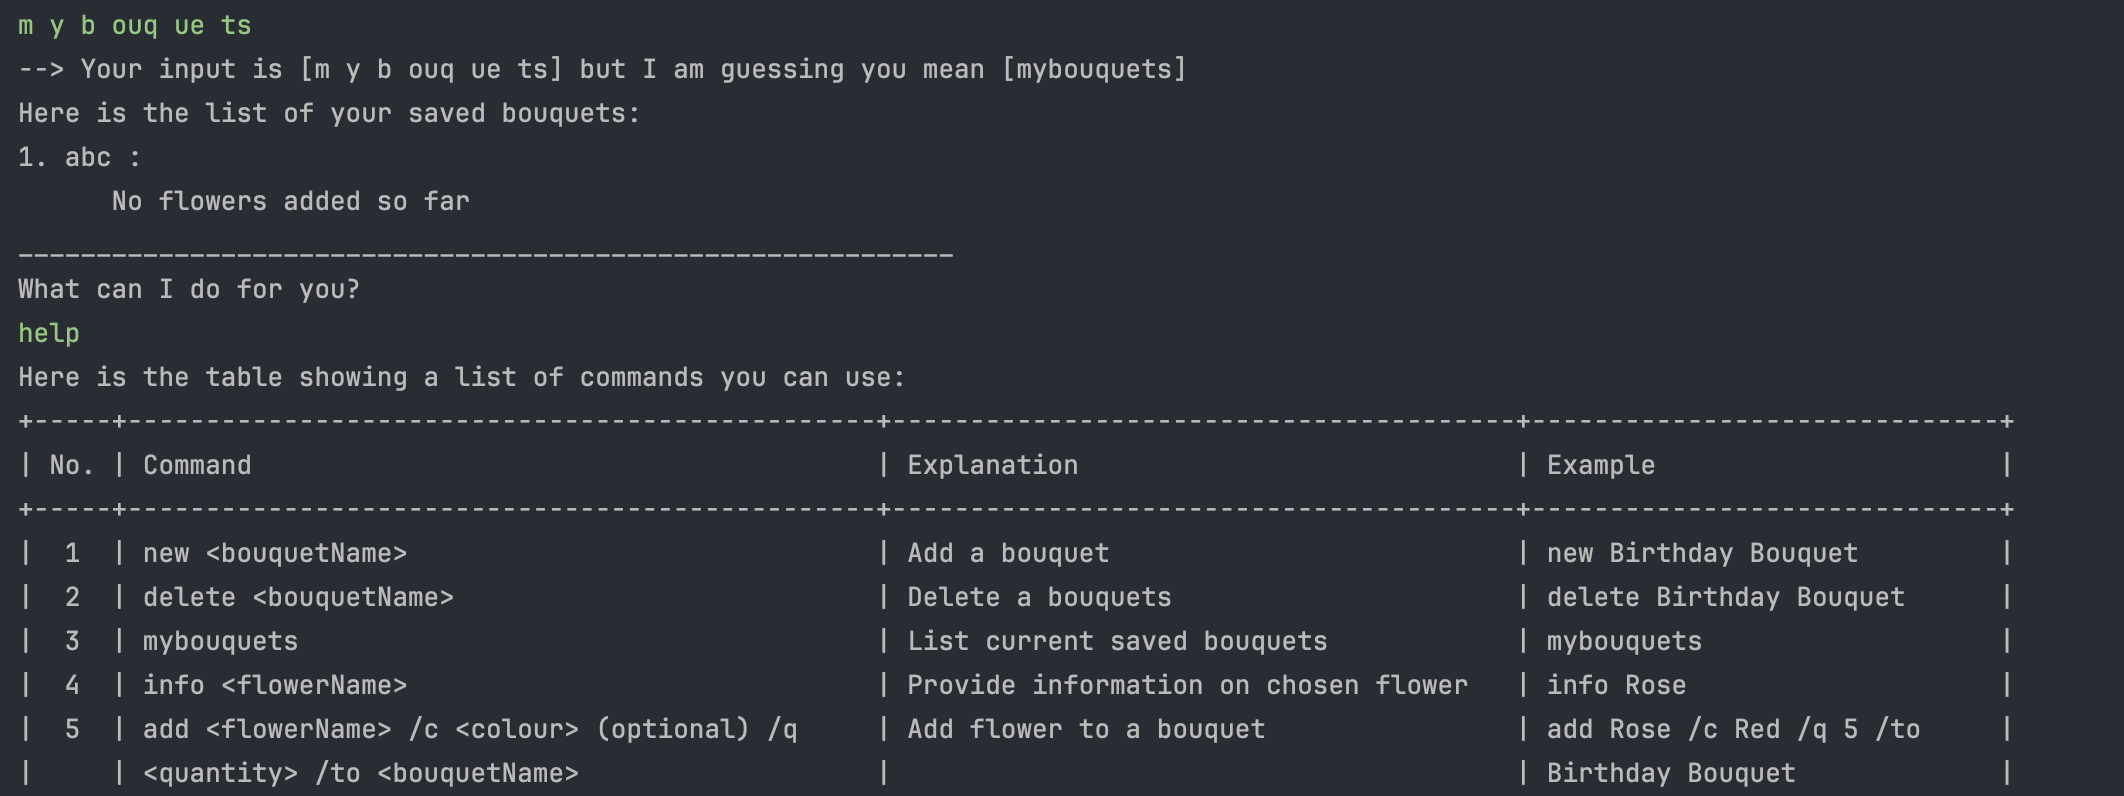 m y b ouq ue ts
--> Your input is [m y b ouq ue ts] but I am guessing you mean [mybouquets]
Here is the list of your saved bouquets:
1. abc :
      No flowers added so far
____________________________________________________________
What can I do for you?
help
Here is the table showing a list of commands you can use:
+-----+------------------------------------------------+----------------------------------------+------------------------------+
| No. | Command                                        | Explanation                            | Example                      |
+-----+------------------------------------------------+----------------------------------------+------------------------------+
|  1  | new <bouquetName>                              | Add a bouquet                          | new Birthday Bouquet         |
|  2  | delete <bouquetName>                           | Delete a bouquets                      | delete Birthday Bouquet      |
|  3  | mybouquets                                     | List current saved bouquets            | mybouquets                   |
|  4  | info <flowerName>                              | Provide information on chosen flower   | info Rose                    |
|  5  | add <flowerName> /c <colour> (optional) /q     | Add flower to a bouquet                | add Rose /c Red /q 5 /to     |
|     | <quantity> /to <bouquetName>                   |                                        | Birthday Bouquet             |